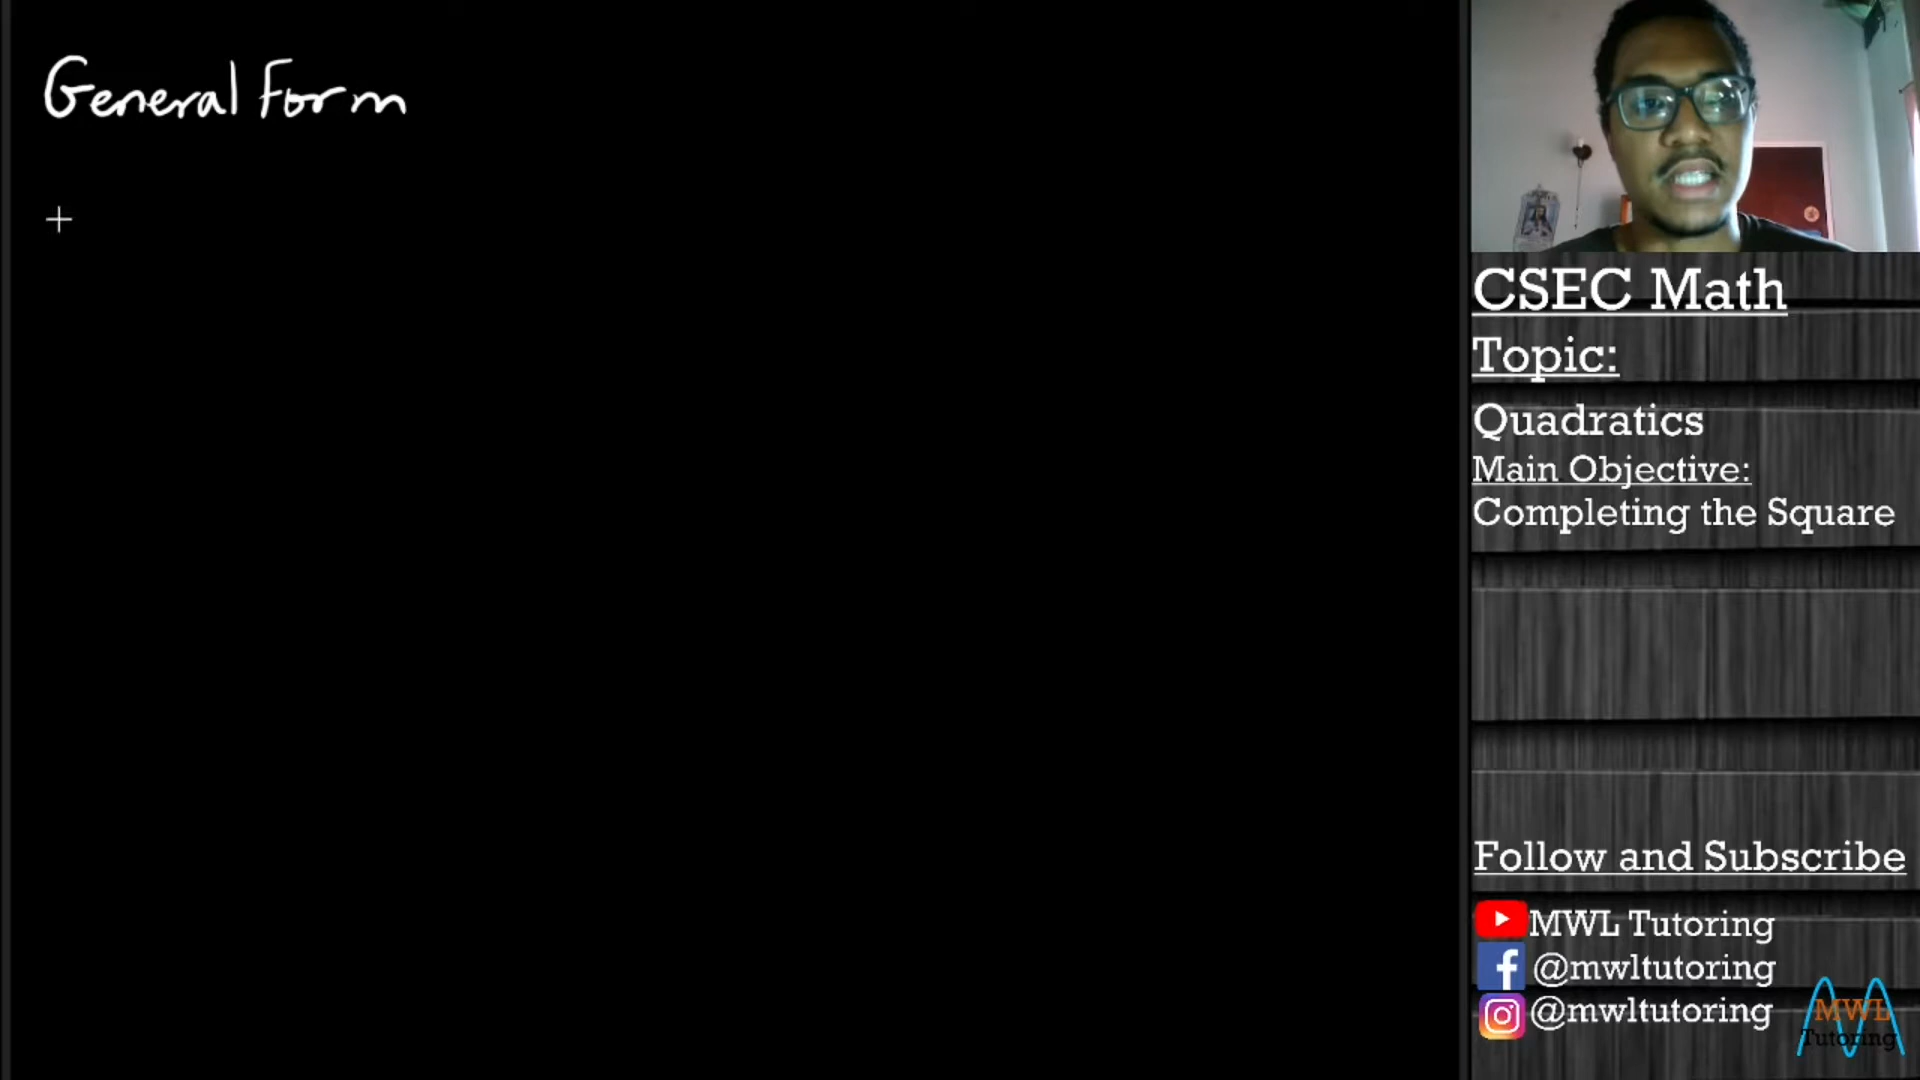 General Form
CSEC Math
Topic:
Quadratics
Main Objective:
Completing the Square
Follow and Subscribe
MWL Tutoring
@mwltutoring
@mwltutoring
MWL
Tutoring